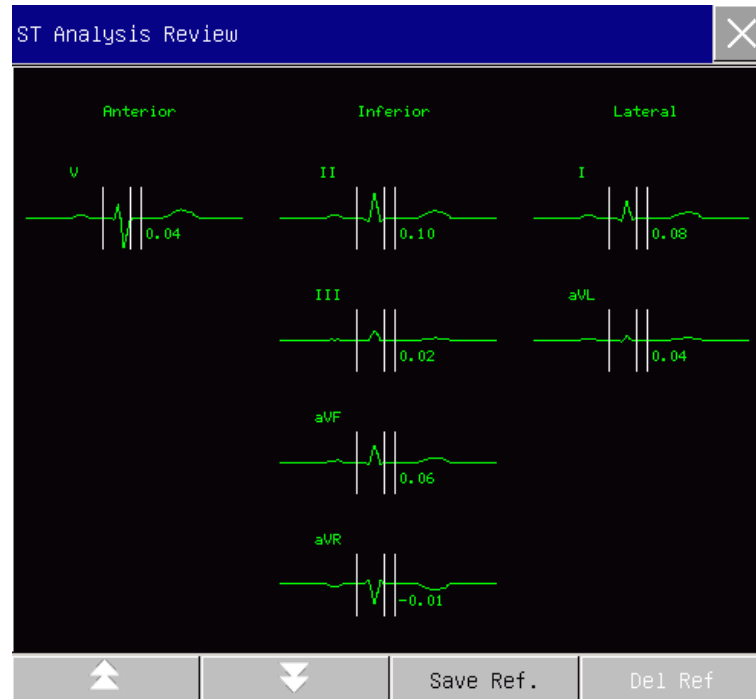 ST Analysis Review
Anterior Inferior Lateral
V II I
0.04 0.10 0.08
III aVL
0.02 0.04
aVF
0.06
aVR
-0.01
Save Ref. Del Ref